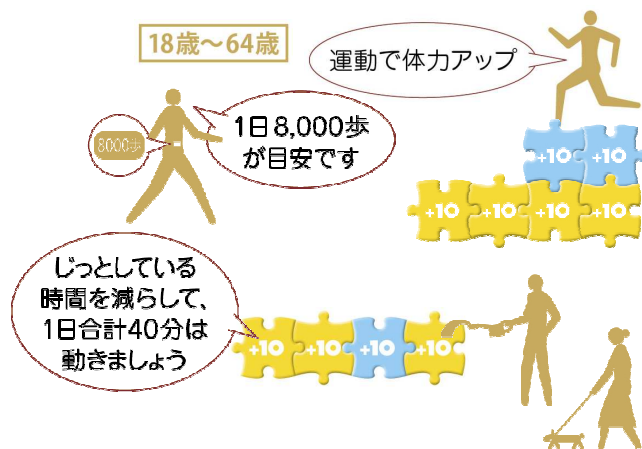 18歳～64歳
運動で体力アップ
8000歩
1日8,000歩
が目安です
+10 +10
+10 +10 +10 +10
じっとしている
時間を減らして、
1日合計40分は
動きましょう
+10 +10 +10 +10